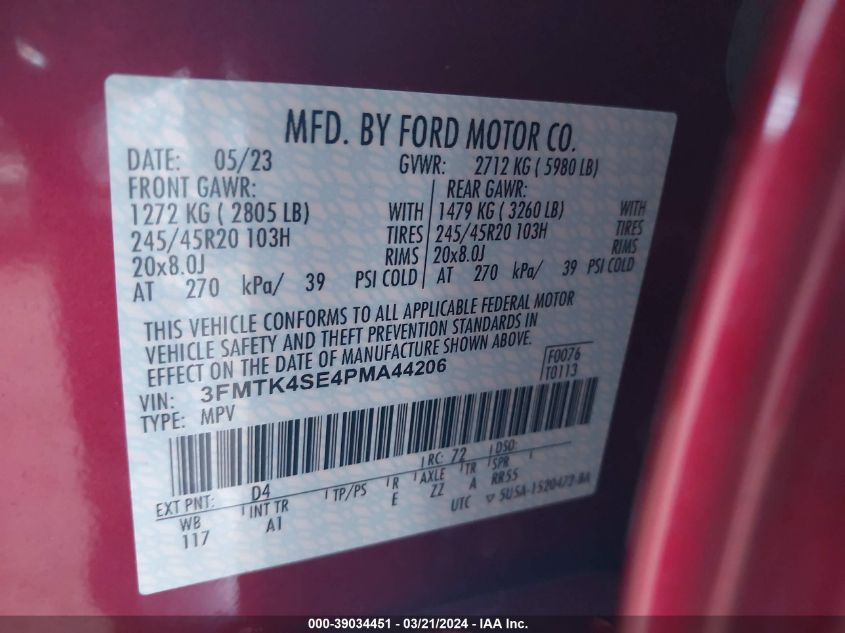 MFD. BY FORD MOTOR CO.
DATE: 05/23 GVWR: 2712 KG ( 5980 LB)
FRONT GAWR: REAR GAWR:
1272 KG ( 2805 LB) WITH 1479 KG ( 3260 LB) WITH
245/45R20 103H TIRES 245/45R20 103H TIRES
20x8.0J RIMS 20x8.0J RIMS
AT 270 kPa/ 39 PSI COLD AT 270 kPa/ 39 PSI COLD
THIS VEHICLE CONFORMS TO ALL APPLICABLE FEDERAL MOTOR
VEHICLE SAFETY AND THEFT PREVENTION STANDARDS IN
EFFECT ON THE DATE OF MANUFACTURE SHOWN ABOVE.
F0076
VIN: 3FMTK4SE4PMA44206 T0113
TYPE: MPV
EXT PNT: D4 RC: 72 DSO:
WB INT TR TP/PS R AXLE TR SPR
117 A1 E ZZ A RR55
UTC 5U5A-1520472-BA
000-39034451 / 03/21/2024 - IAA Inc.